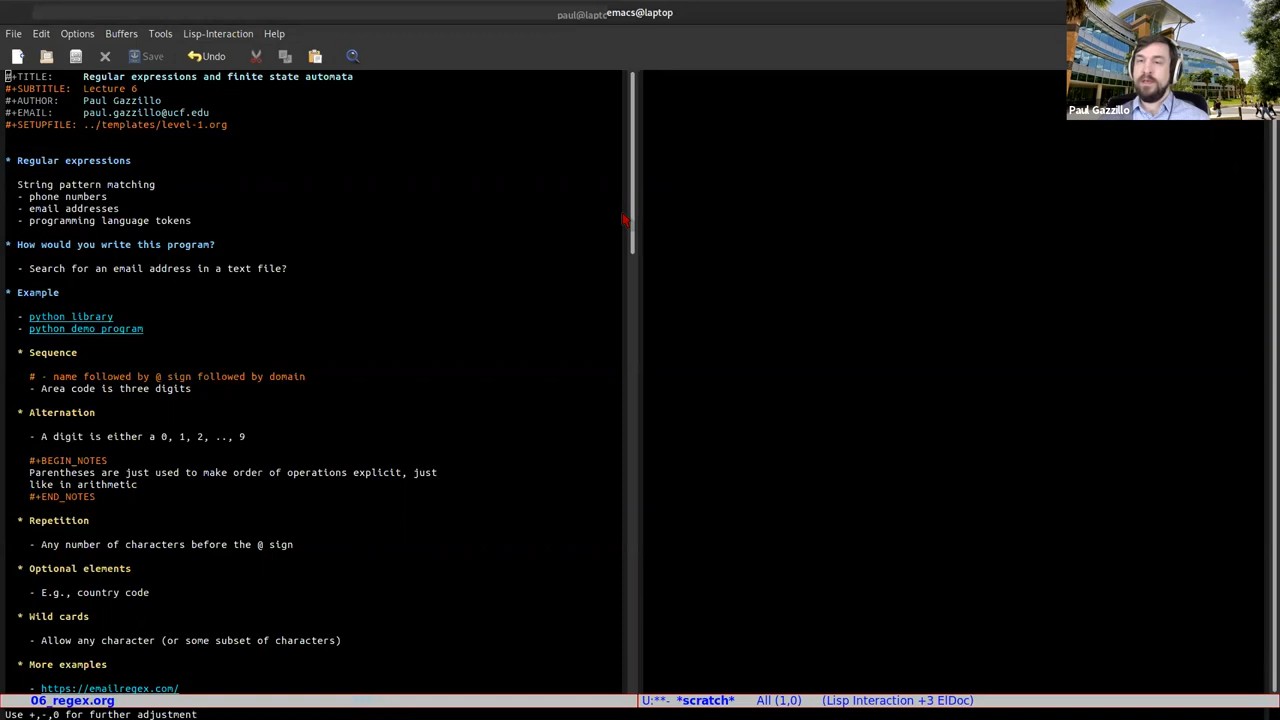 paul@lapto
emacs@laptop
File Edit Options Buffers Tools Lisp-Interaction Help
Save Undo
#+TITLE: Regular expressions and finite state automata
#+SUBTITLE: Lecture 6
#+AUTHOR: Paul Gazzillo
#+EMAIL: paul.gazzillo@ucf.edu
#+SETUPFILE: ../templates/level-1.org
* Regular expressions
String pattern matching
- phone numbers
- email addresses
- programming language tokens
* How would you write this program?
- Search for an email address in a text file?
* Example
- python library
- python demo program
* Sequence
# - name followed by @ sign followed by domain
- Area code is three digits
* Alternation
- A digit is either a 0, 1, 2, .., 9
#+BEGIN_NOTES
Parentheses are just used to make order of operations explicit, just
like in arithmetic
#+END_NOTES
* Repetition
- Any number of characters before the @ sign
* Optional elements
- E.g., country code
* Wild cards
- Allow any character (or some subset of characters)
* More examples
- https://emailregex.com/
06_regex.org
U:**- *scratch* All (1,0) (Lisp Interaction +3 ElDoc)
Use +,-,0 for further adjustment
Paul Gazzillo